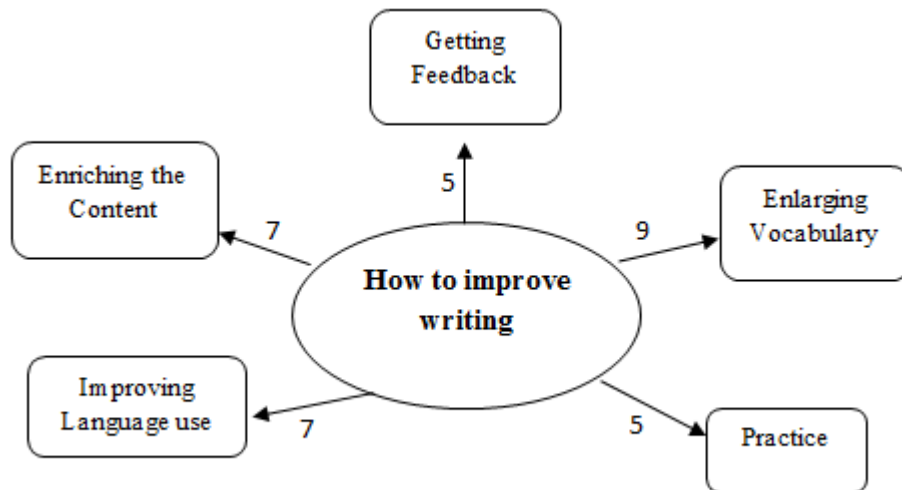 Getting
Feedback
5
Enriching the
Content
7
9
Enlarging
Vocabulary
How to improve
writing
Improving
Language use
7
5
Practice